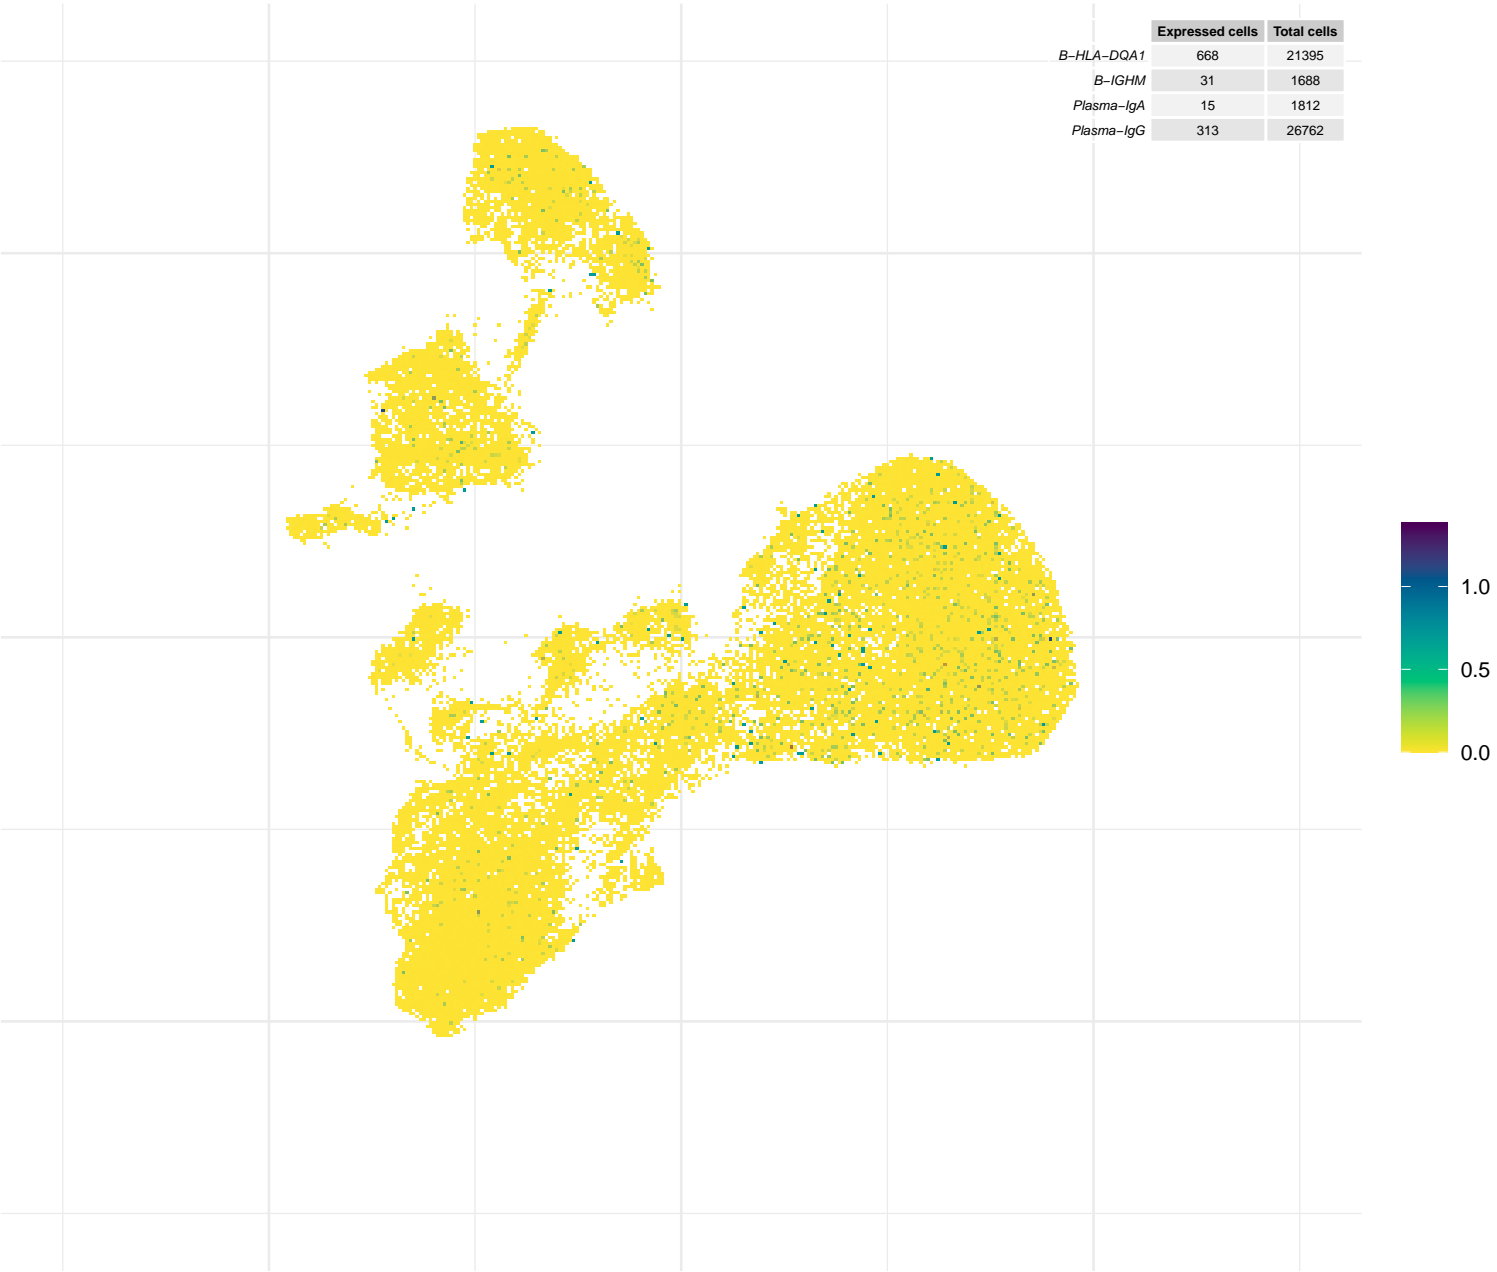 Expressed cells Total cells
B−HLA−DQA1 668 21395
B−IGHM 31 1688
Plasma−IgA 15 1812
Plasma−IgG 313 26762
1.0
0.5
0.0